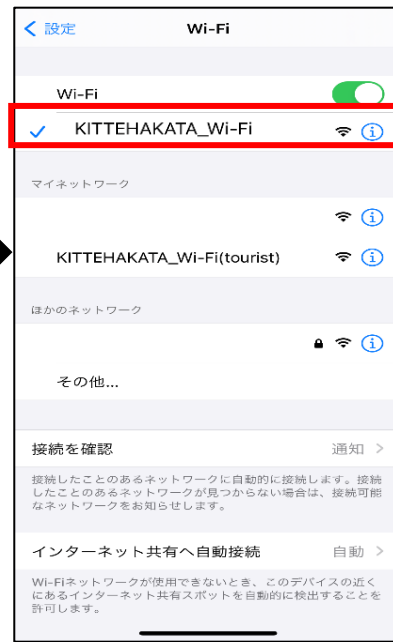 設定 Wi-Fi
Wi-Fi
KITTEHAKATA_Wi-Fi
マイネットワーク
KITTEHAKATA_Wi-Fi(tourist)
ほかのネットワーク
その他...
接続を確認 通知
接続したことのあるネットワークに自動的に接続します。接続
したことのあるネットワークが見つからない場合は、接続可能
なネットワークをお知らせします。
インターネット共有へ自動接続 自動
Wi-Fiネットワークが使用できないとき、このデバイスの近く
にあるインターネット共有スポットを自動的に検出することを
許可します。